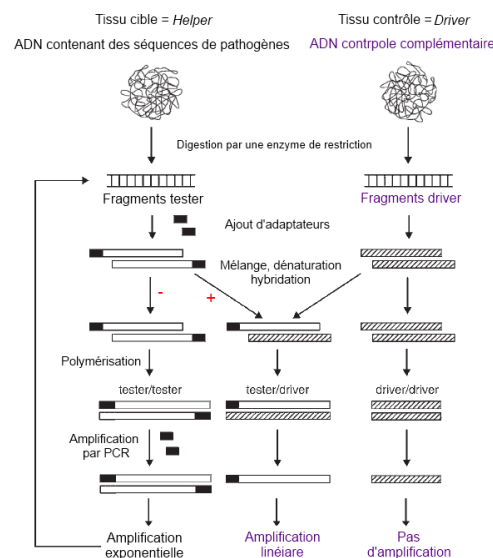 Tissu cible = Helper
Tissu contrôle = Driver
ADN contenant des séquences de pathogènes
ADN contrpole complémentaire
Digestion par une enzyme de restriction
Fragments tester
Fragments driver
Ajout d'adaptateurs
Mélange, dénaturation
hybridation
-
+
Polymérisation
tester/tester
tester/driver
driver/driver
Amplification
par PCR
Amplification
exponentielle
Amplification
linéiaire
Pas
d'amplification